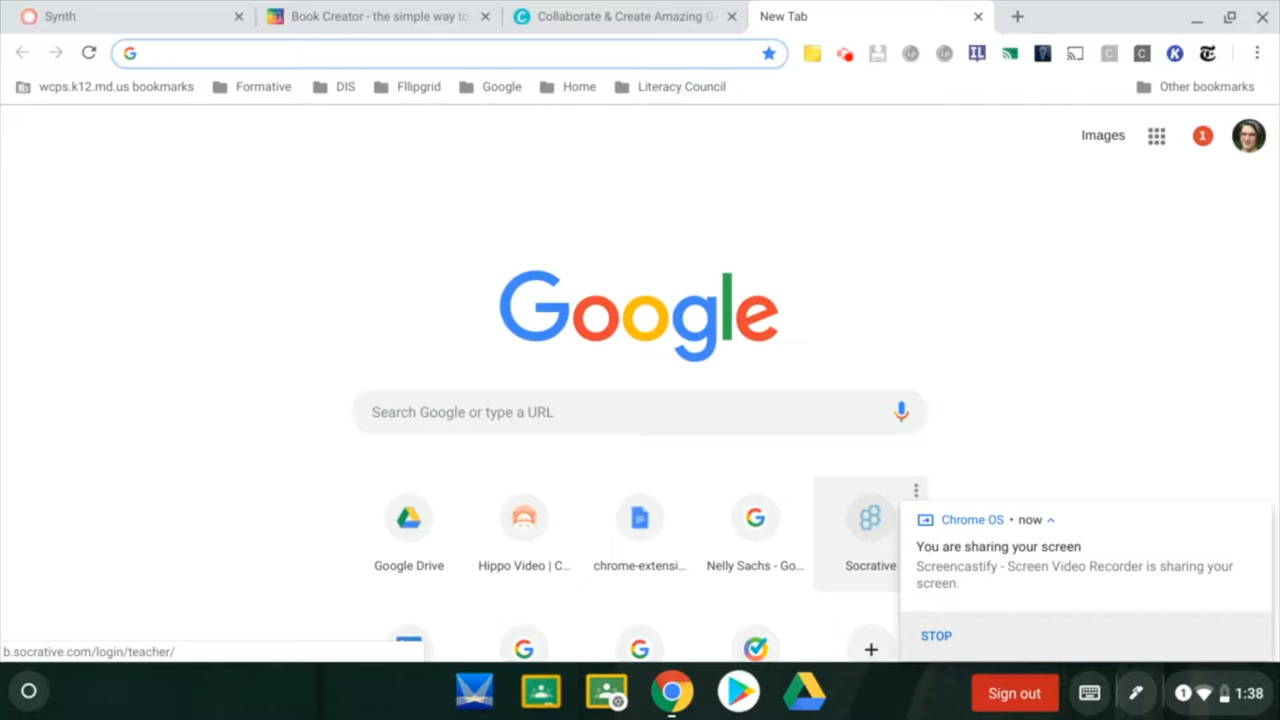 Synth
Book Creator - the simple way to
Collaborate & Create Amazing G
New Tab
wcps.k12.md.us bookmarks
Formative
DIS
Fllipgrid
Google
Home
Literacy Council
Other bookmarks
Images
1
Google
Search Google or type a URL
Google Drive
Hippo Video | C...
chrome-extensi...
Nelly Sachs - Go...
Socrative
Chrome OS • now
You are sharing your screen
Screencastify - Screen Video Recorder is sharing your
screen.
STOP
b.socrative.com/login/teacher/
Sign out
1
1:38